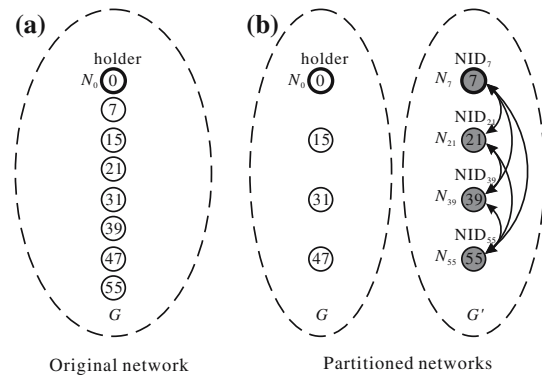 (a)
holder
N₀ 0
7
15
21
31
39
47
55
G
Original network
(b)
holder
N₀ 0
15
31
47
G
NID₇
N₇ 7
NID₂₁
N₂₁ 21
NID₃₉
N₃₉ 39
NID₅₅
N₅₅ 55
G'
Partitioned networks